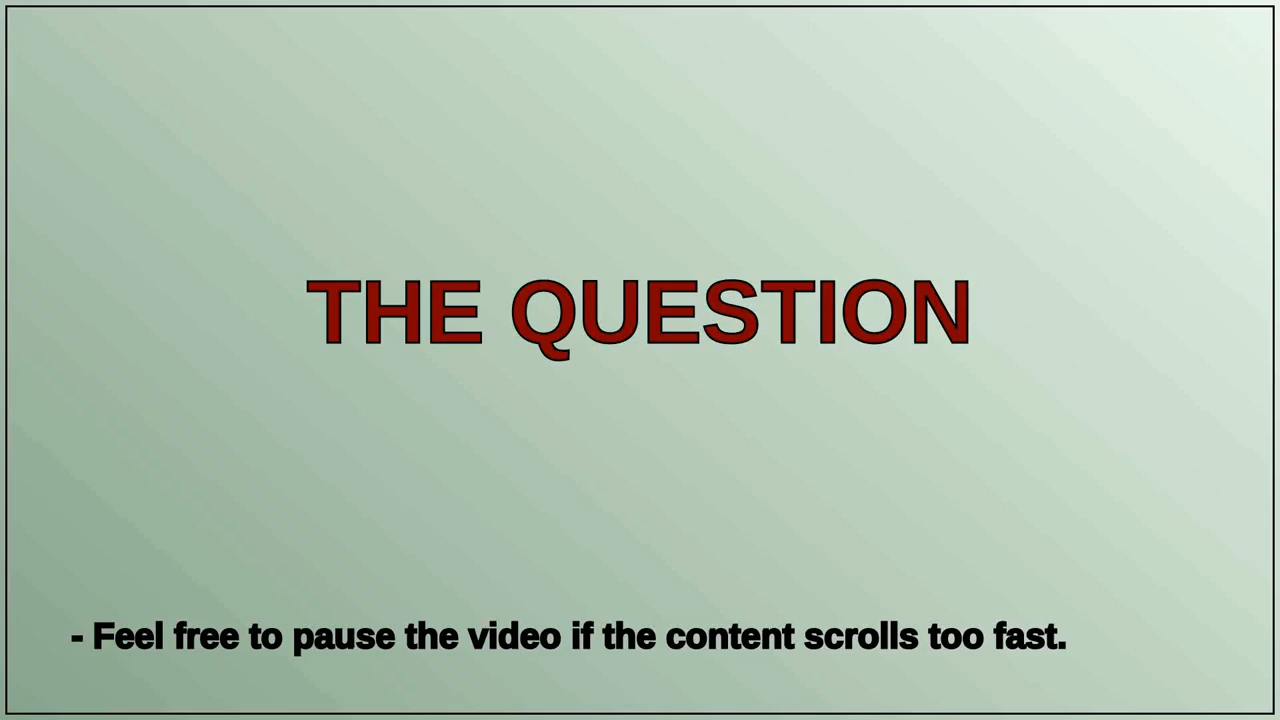 THE QUESTION
- Feel free to pause the video if the content scrolls too fast.